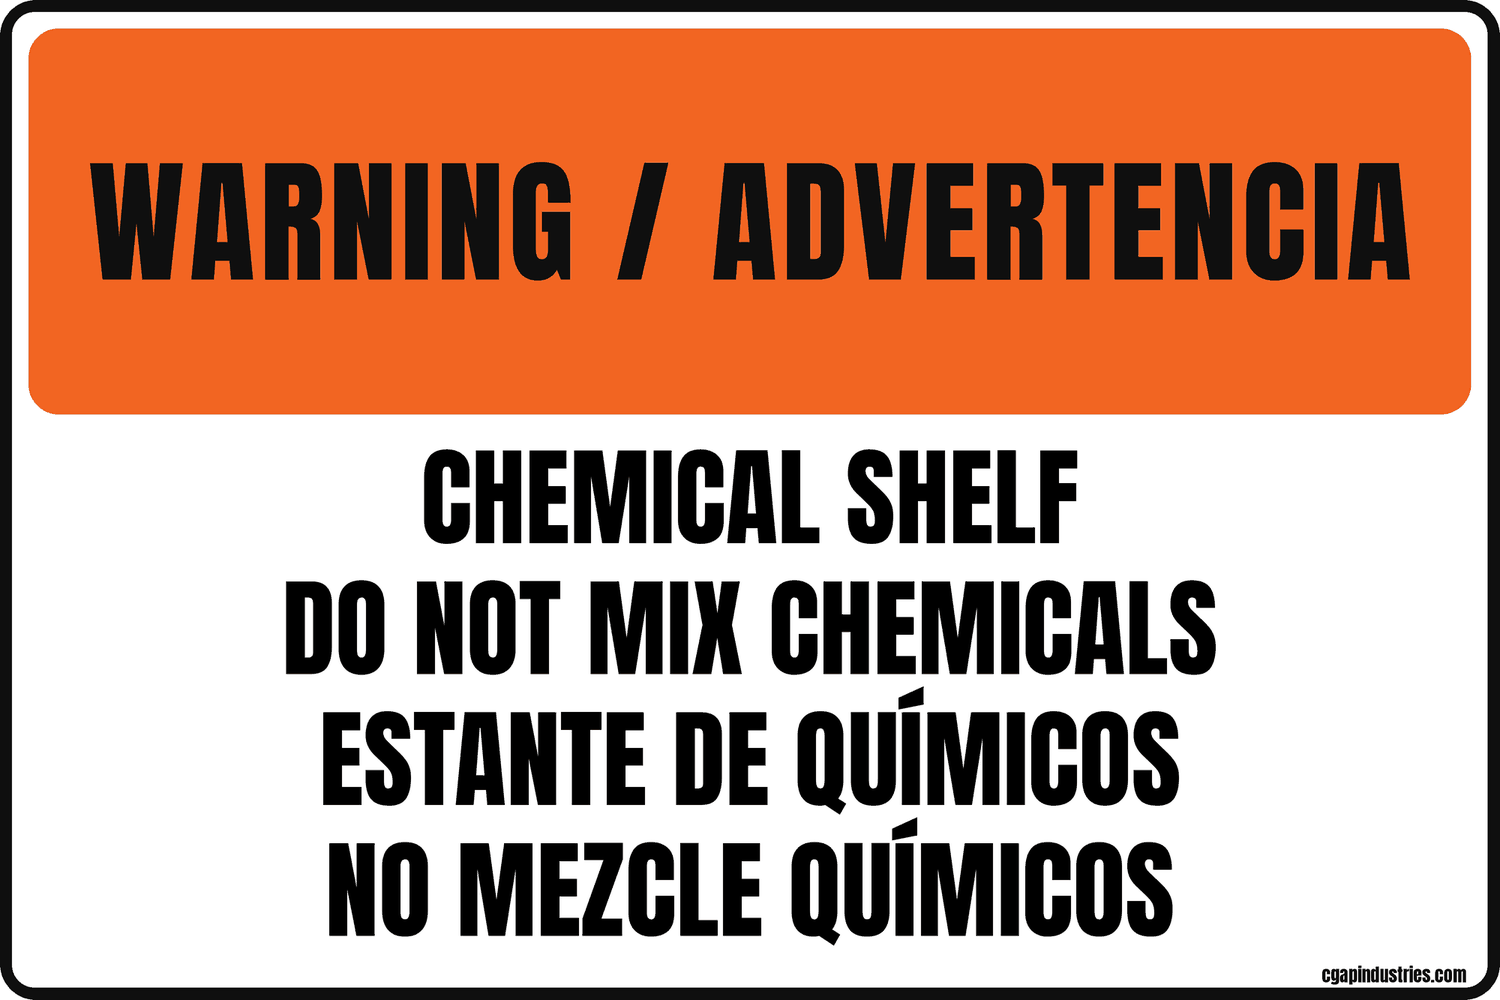 WARNING / ADVERTENCIA
CHEMICAL SHELF
DO NOT MIX CHEMICALS
ESTANTE DE QUÍMICOS
NO MEZCLE QUÍMICOS
cgapindustries.com